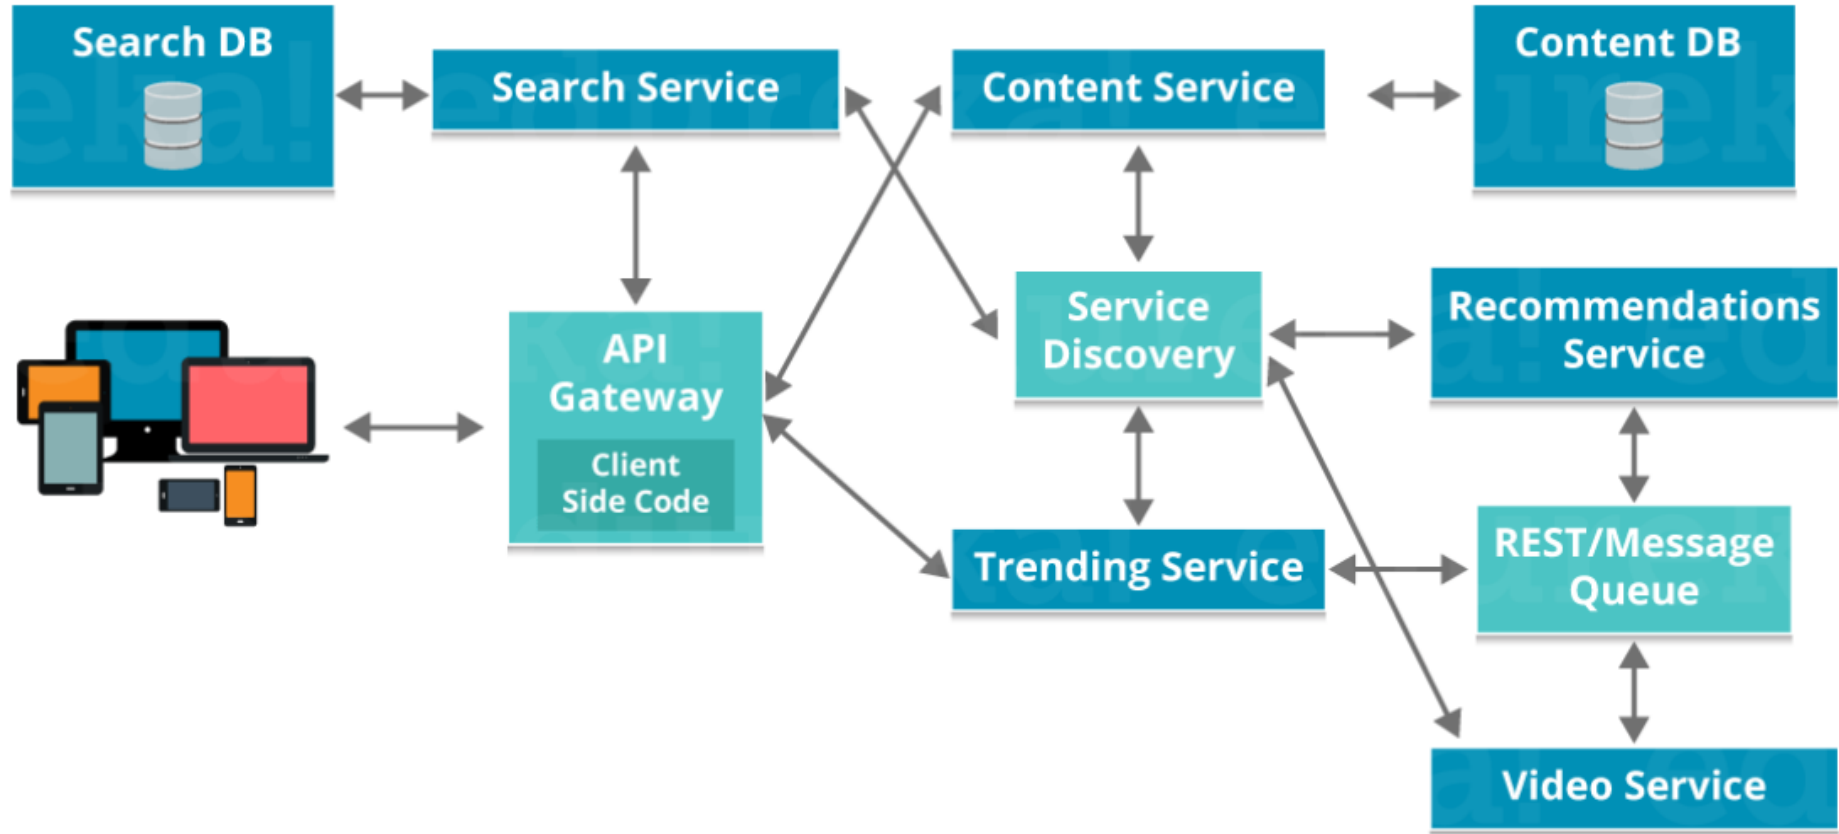 Search DB
Search Service
Content Service
Content DB
API
Gateway
Client
Side Code
Service
Discovery
Recommendations
Service
Trending Service
REST/Message
Queue
Video Service